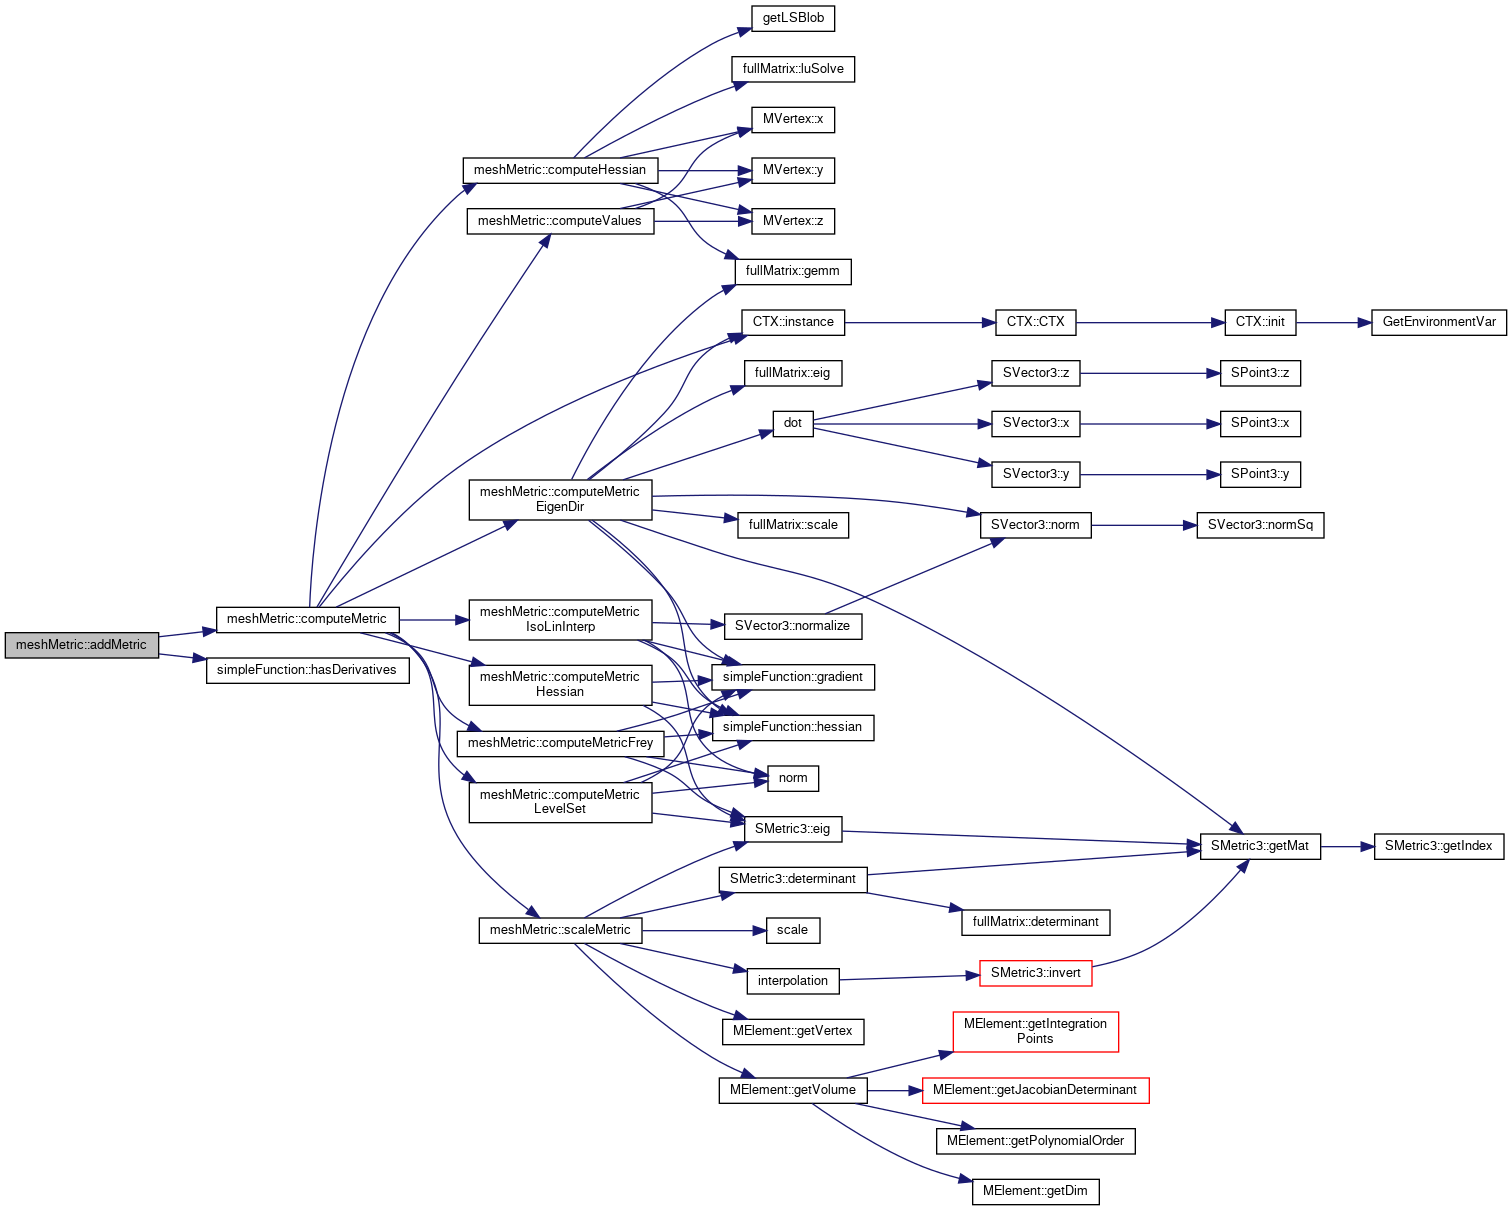 getLSBlob
fullMatrix::luSolve
MVertex::x
meshMetric::computeHessian
MVertex::y
meshMetric::computeValues
MVertex::z
fullMatrix::gemm
CTX::instance
CTX::CTX
CTX::init
GetEnvironmentVar
fullMatrix::eig
SVector3::z
SPoint3::z
dot
SVector3::x
SPoint3::x
SVector3::y
SPoint3::y
meshMetric::computeMetric
EigenDir
fullMatrix::scale
SVector3::norm
SVector3::normSq
meshMetric::addMetric
meshMetric::computeMetric
simpleFunction::hasDerivatives
meshMetric::computeMetric
IsoLinInterp
SVector3::normalize
meshMetric::computeMetric
Hessian
simpleFunction::gradient
simpleFunction::hessian
meshMetric::computeMetricFrey
norm
meshMetric::computeMetric
LevelSet
SMetric3::eig
SMetric3::getMat
SMetric3::getIndex
SMetric3::determinant
fullMatrix::determinant
meshMetric::scaleMetric
scale
interpolation
SMetric3::invert
MElement::getVertex
MElement::getIntegration
Points
MElement::getVolume
MElement::getJacobianDeterminant
MElement::getPolynomialOrder
MElement::getDim